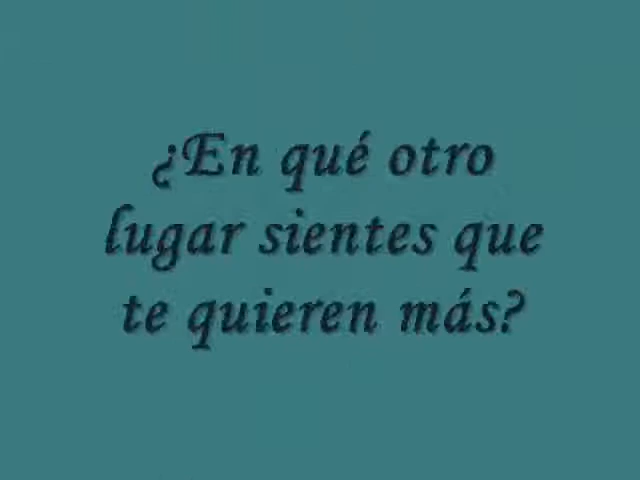 ¿En qué otro
lugar sientes que
te quieren más?